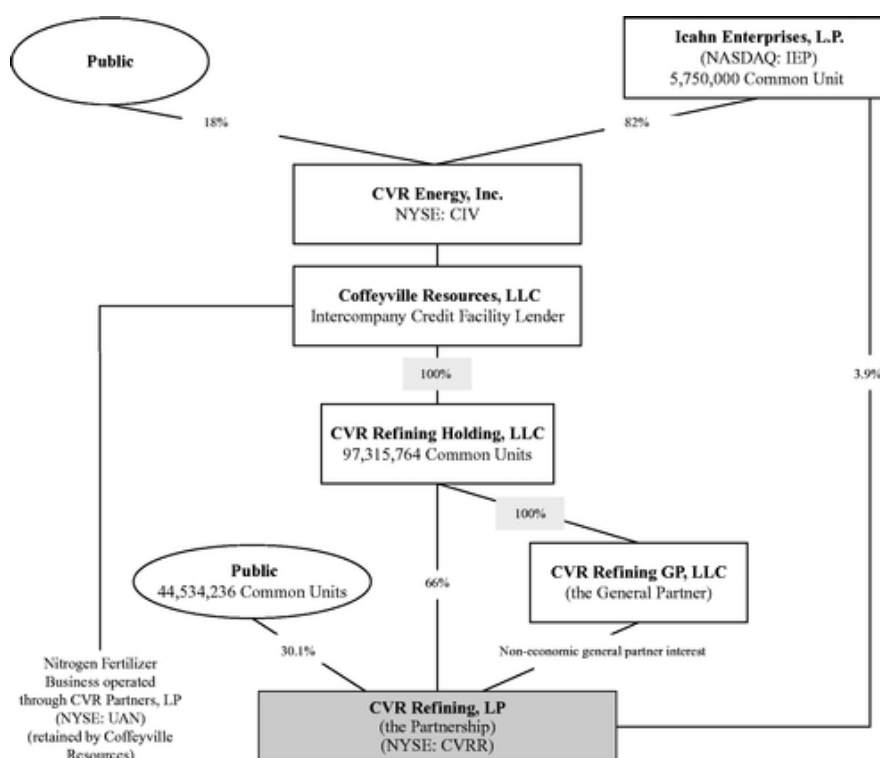 Public
Icahn Enterprises, L.P.
(NASDAQ: IEP)
5,750,000 Common Unit
18%
82%
CVR Energy, Inc.
NYSE: CIV
Coffeyville Resources, LLC
Intercompany Credit Facility Lender
100%
3.9%
CVR Refining Holding, LLC
97,315,764 Common Units
100%
Public
44,534,236 Common Units
66%
CVR Refining GP, LLC
(the General Partner)
30.1%
Non-economic general partner interest
Nitrogen Fertilizer
Business operated
through CVR Partners, LP
(NYSE: UAN)
(retained by Coffeyville
Resources)
CVR Refining, LP
(the Partnership)
(NYSE: CVRR)